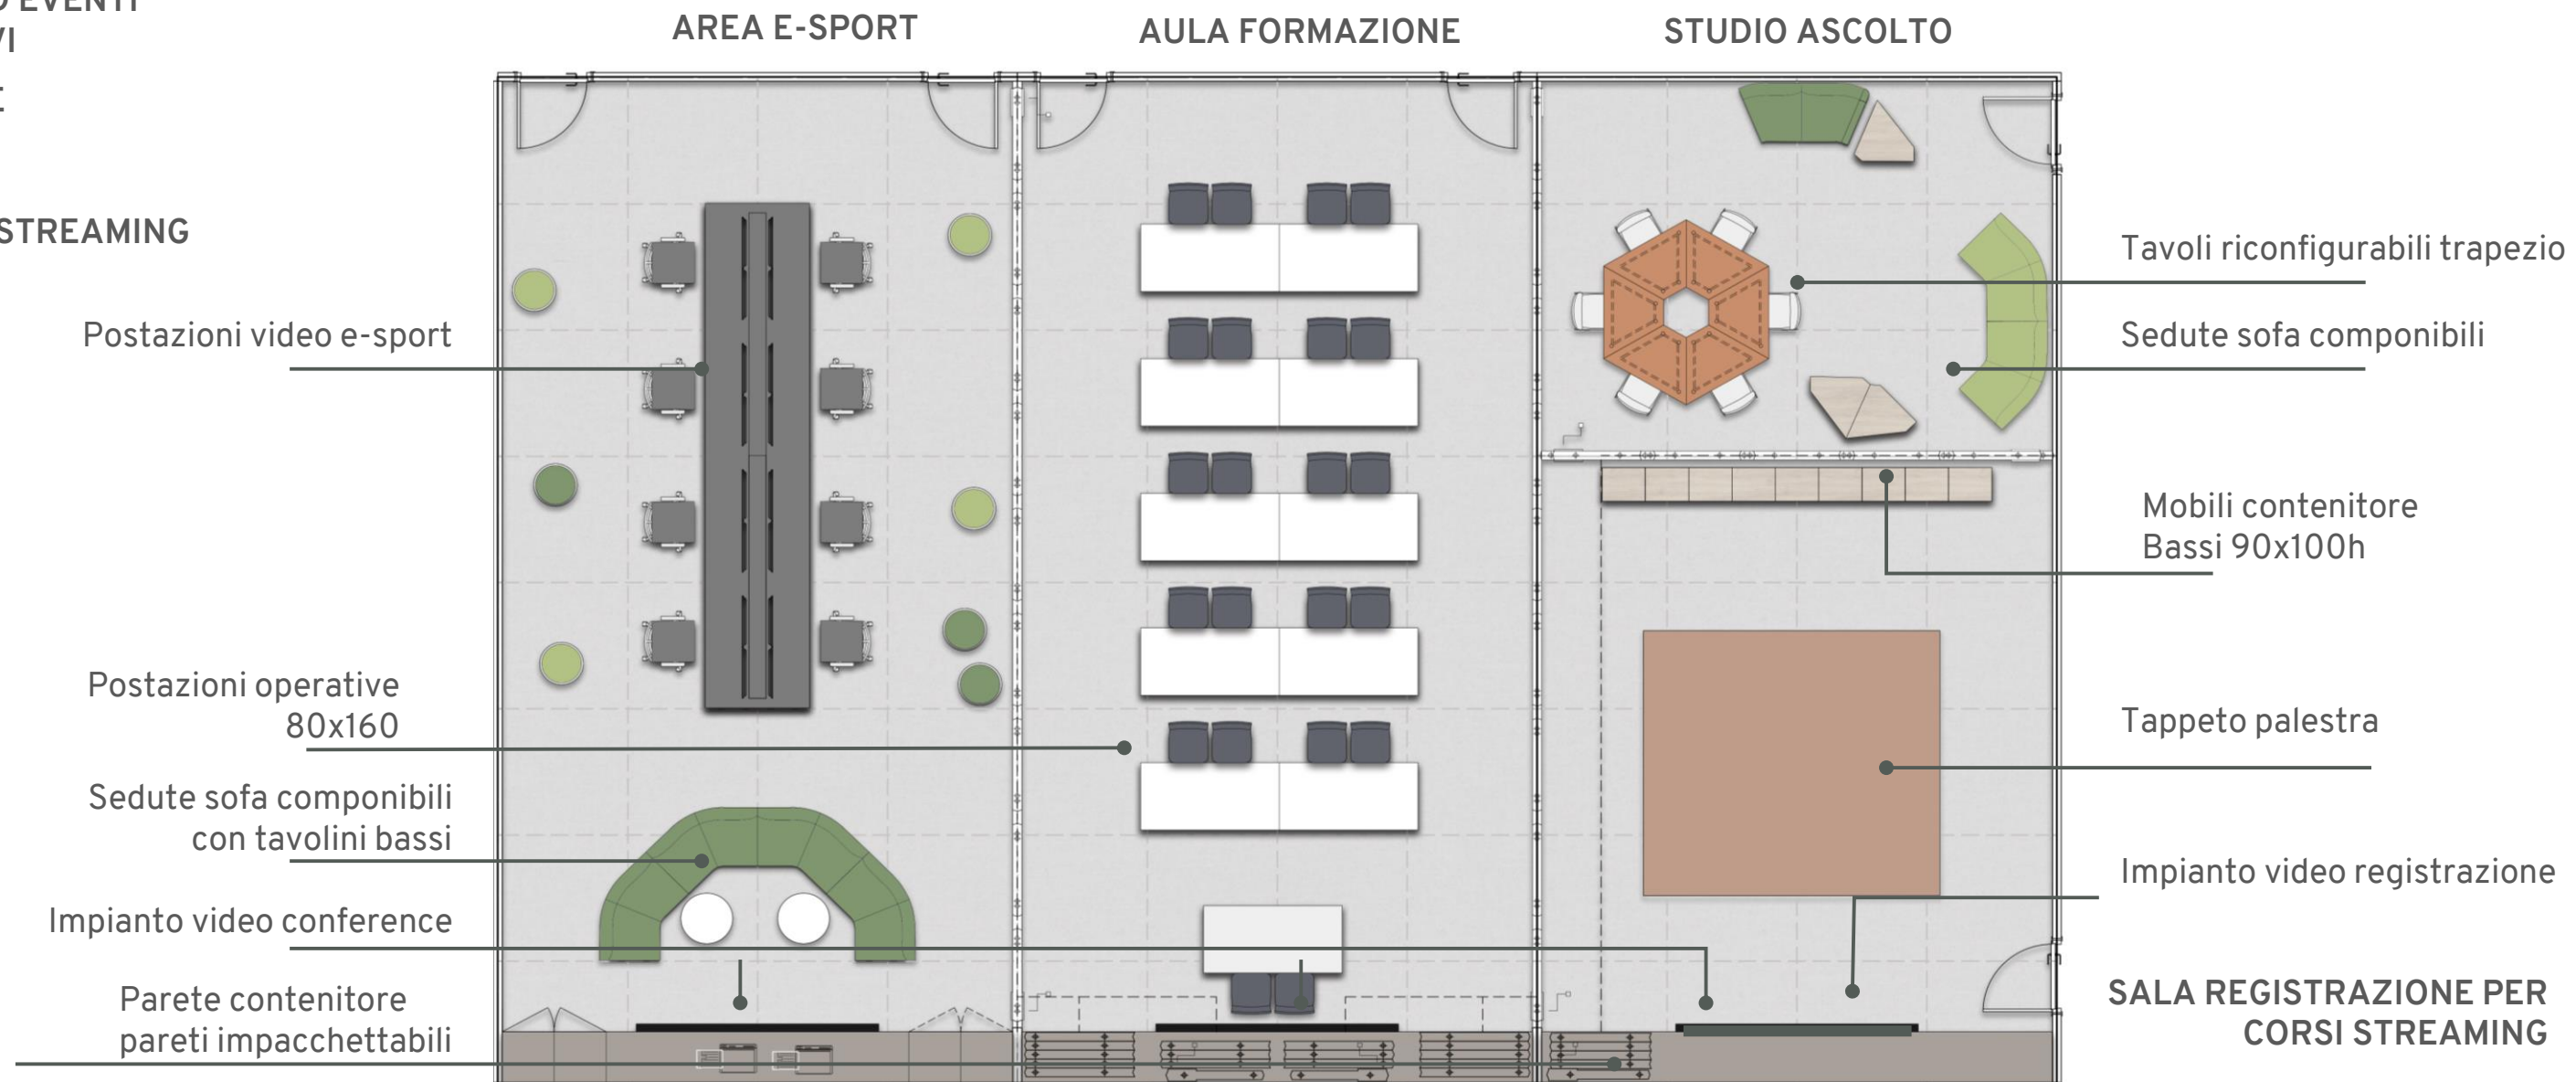 EVENTI
AREA E-SPORT
AULA FORMAZIONE
STUDIO ASCOLTO
STREAMING
Postazioni video e-sport
Postazioni operative
80x160
Sedute sofa componibili
con tavolini bassi
Impianto video conference
Parete contenitore
pareti impacchettabili
Tavoli riconfigurabili trapezio
Sedute sofa componibili
Mobili contenitore
Bassi 90x100h
Tappeto palestra
Impianto video registrazione
SALA REGISTRAZIONE PER
CORSI STREAMING